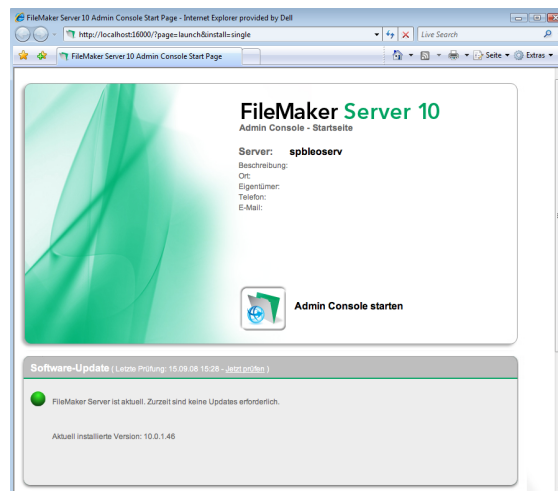 FileMaker Server 10 Admin Console Start Page - Internet Explorer provided by Dell
http://localhost:16000/?page=launch&install=single
Live Search
FileMaker Server 10 Admin Console Start Page
Seite
Extras
FileMaker Server 10
Admin Console - Startseite
Server: spbleoserv
Beschreibung:
Ort:
Eigentümer:
Telefon:
E-Mail:
Admin Console starten
Software-Update ( Letzte Prüfung: 15.09.08 15:28 - Jetzt prüfen )
FileMaker Server ist aktuell. Zurzeit sind keine Updates erforderlich.
Aktuell installierte Version: 10.0.1.46